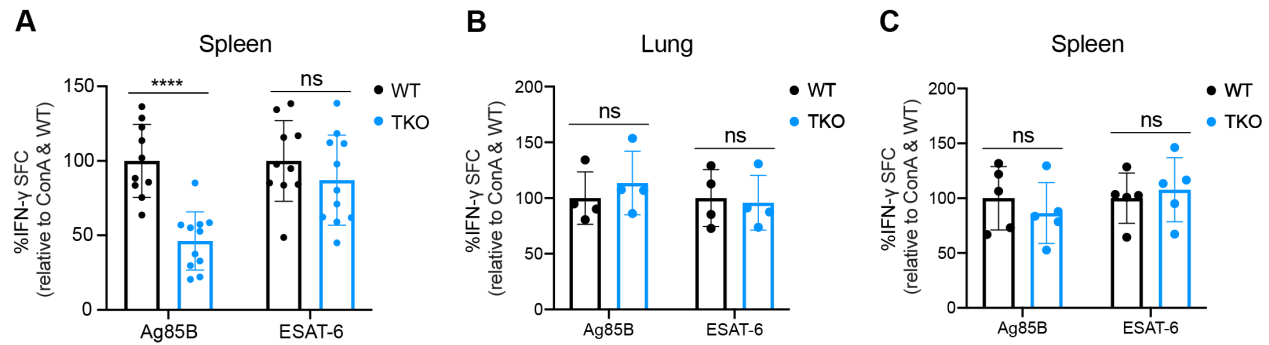 A
Spleen
%IFN-γ SFC
(relative to ConA & WT)
150
100
50
0
****
ns
WT
TKO
Ag85B
ESAT-6
B
Lung
%IFN-γ SFC
(relative to ConA & WT)
200
150
100
50
0
ns
ns
WT
TKO
Ag85B
ESAT-6
C
Spleen
%IFN-γ SFC
(relative to ConA & WT)
200
150
100
50
0
ns
ns
WT
TKO
Ag85B
ESAT-6